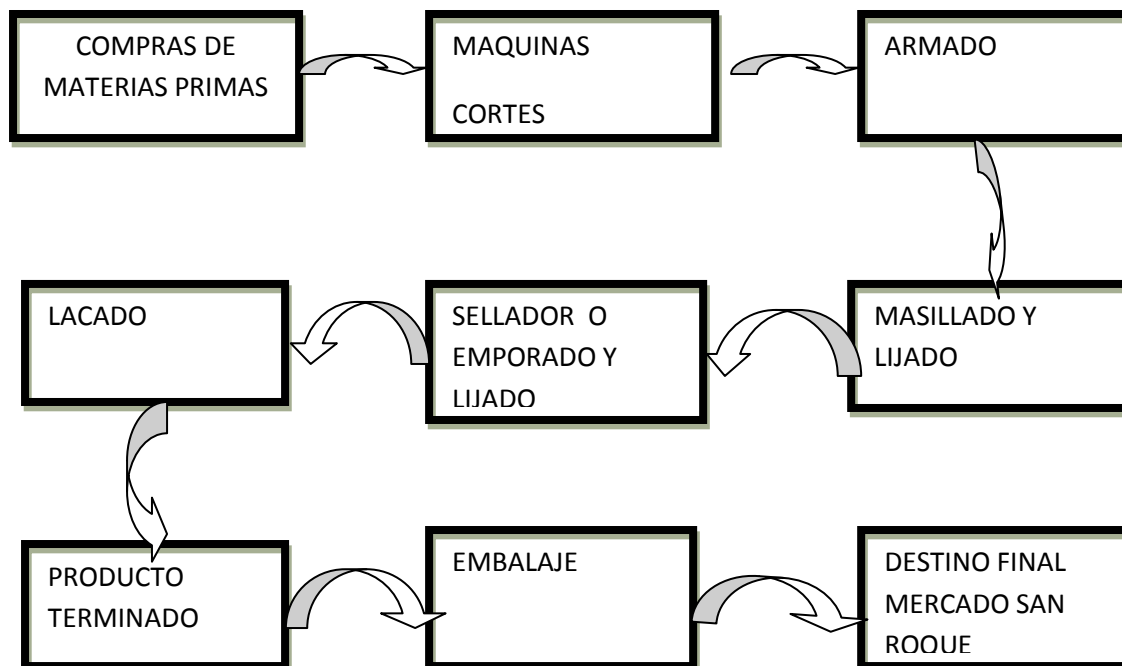 COMPRAS DE
MATERIAS PRIMAS
MAQUINAS
CORTES
ARMADO
MASILLADO Y
LIJADO
SELLADOR O
EMPORADO Y
LIJADO
LACADO
PRODUCTO
TERMINADO
EMBALAJE
DESTINO FINAL
MERCADO SAN
ROQUE